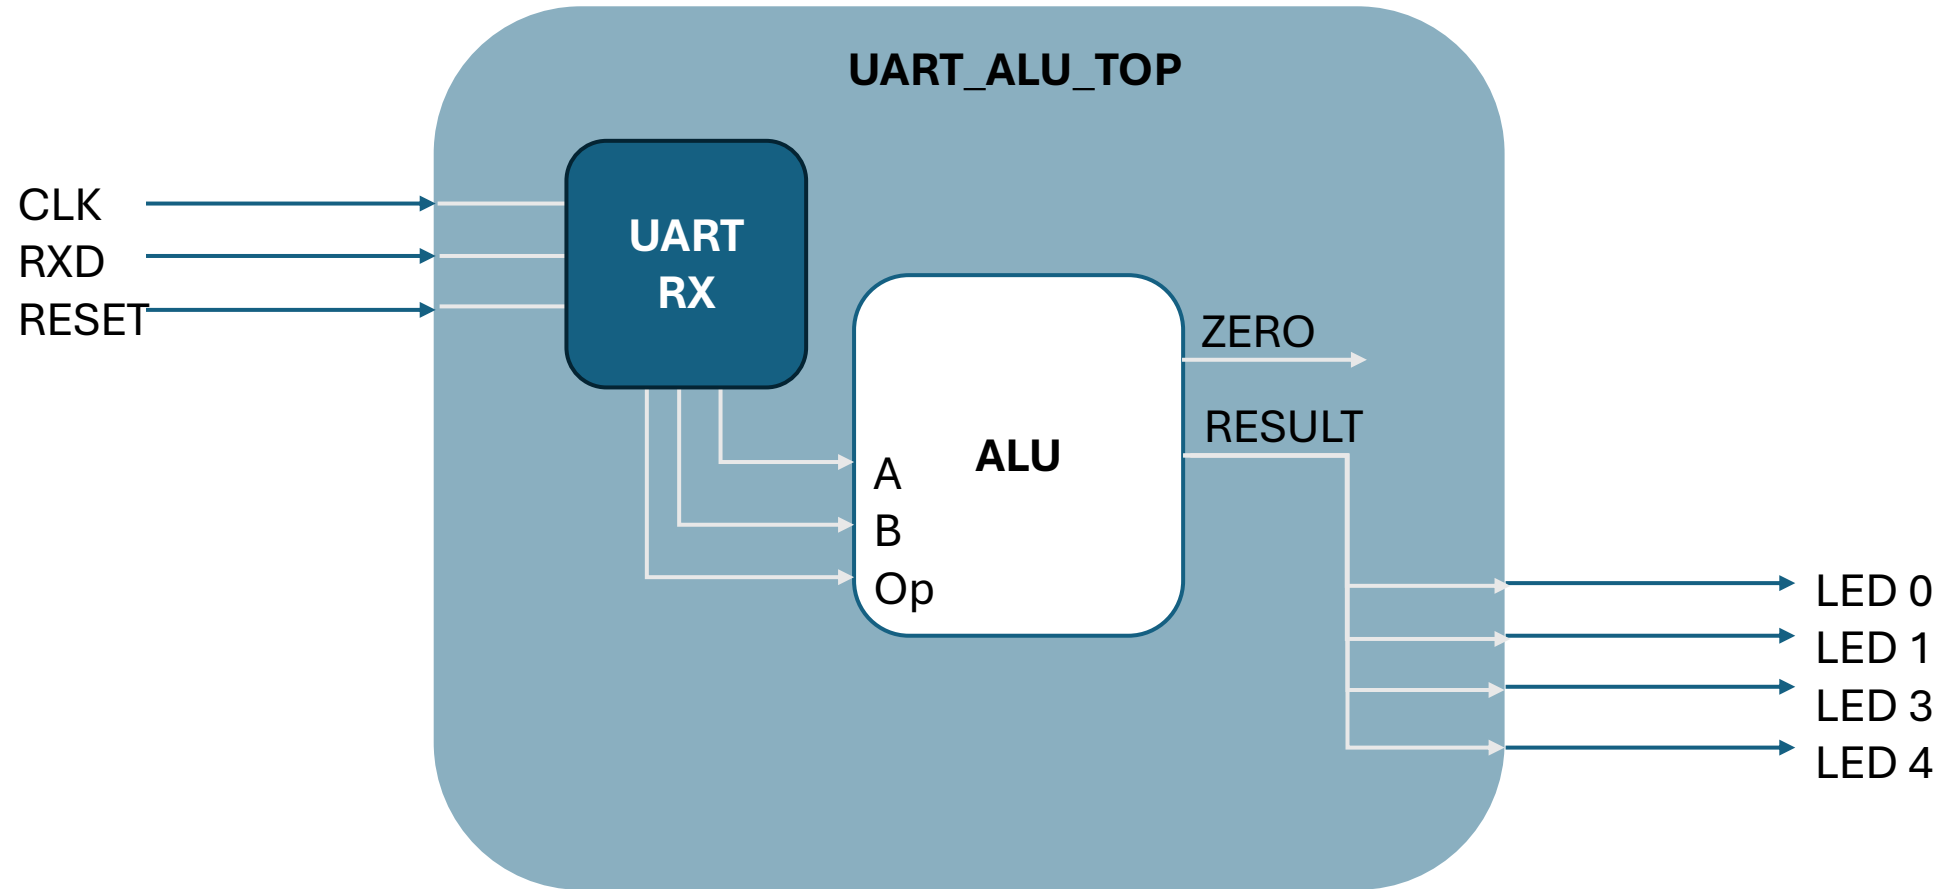 UART_ALU_TOP
CLK
RXD
RESET
UART
RX
ZERO
RESULT
ALU
A
B
Op
LED 0
LED 1
LED 3
LED 4